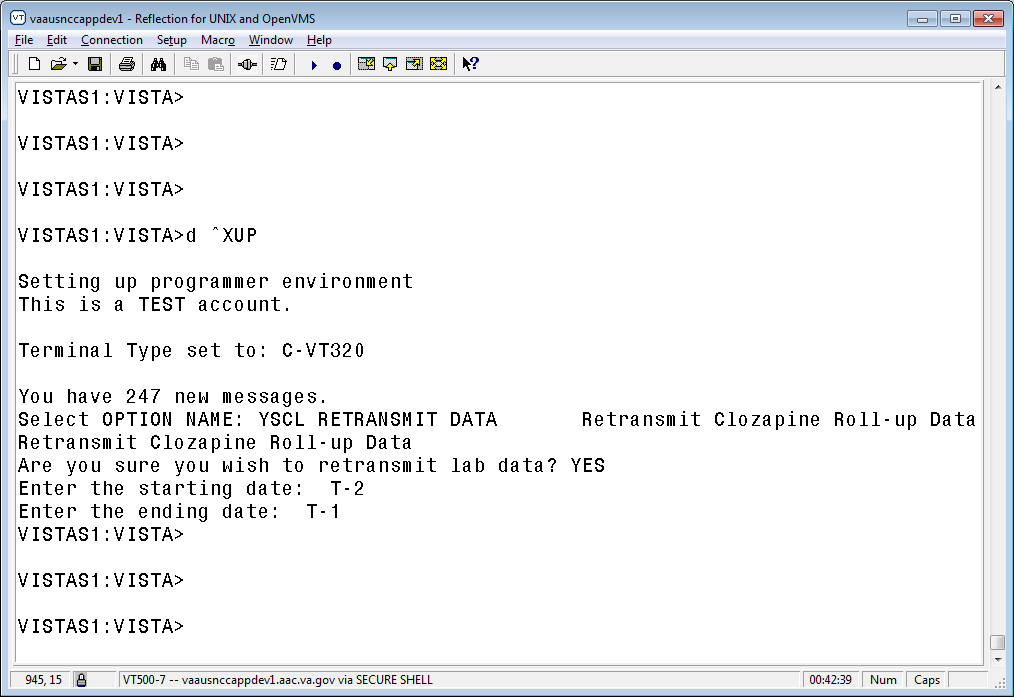 vaausnccappdev1 - Reflection for UNIX and OpenVMS
File Edit Connection Setup Macro Window Help
VISTAS1:VISTA>
VISTAS1:VISTA>
VISTAS1:VISTA>
VISTAS1:VISTA>d ^XUP
Setting up programmer environment
This is a TEST account.
Terminal Type set to: C-VT320
You have 247 new messages.
Select OPTION NAME: YSCL RETRANSMIT DATA       Retransmit Clozapine Roll-up Data
Retransmit Clozapine Roll-up Data
Are you sure you wish to retransmit lab data? YES
Enter the starting date:  T-2
Enter the ending date:  T-1
VISTAS1:VISTA>
VISTAS1:VISTA>
VISTAS1:VISTA>
945, 15 VT500-7 -- vaausnccappdev1.aac.va.gov via SECURE SHELL 00:42:39 Num Caps